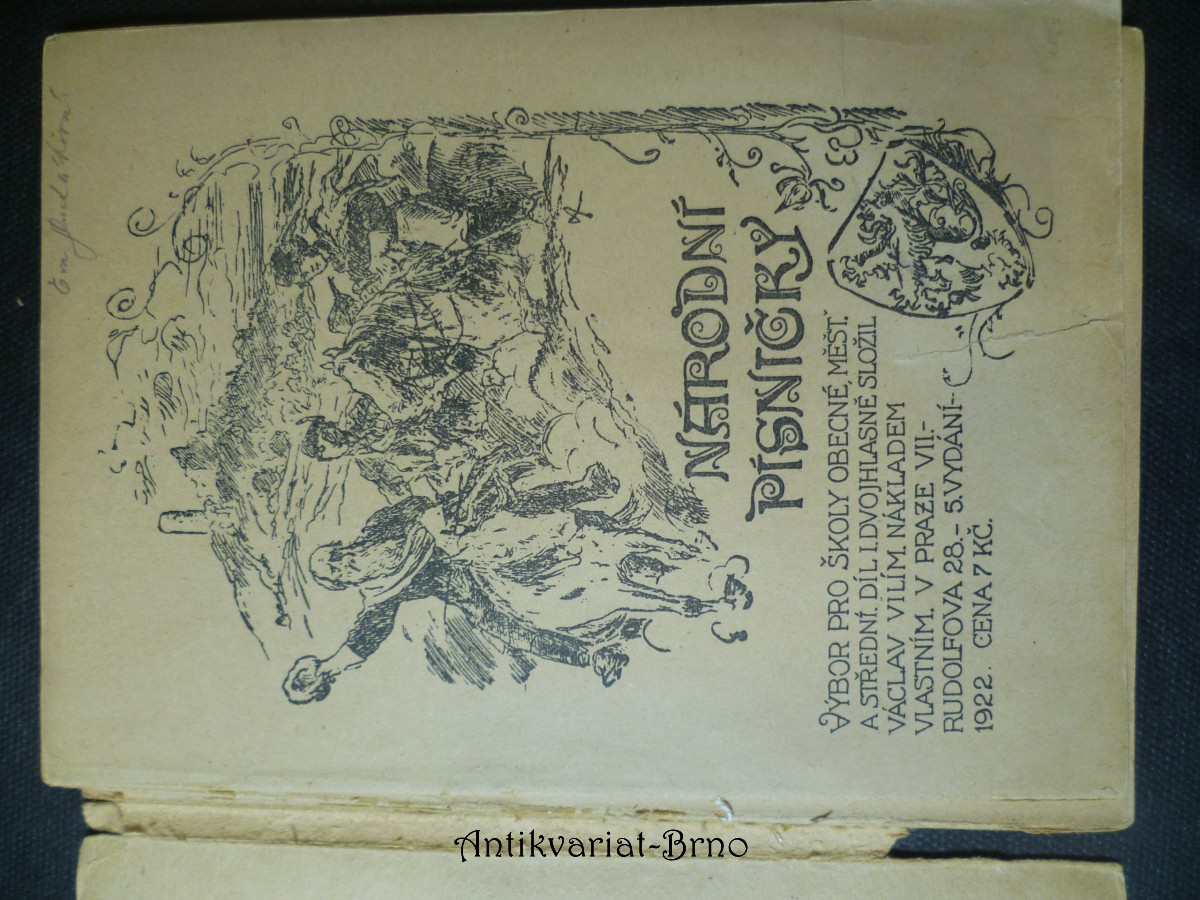 NÁRODNÍ
PÍSNIČKY
VÝBOR PRO ŠKOLY OBECNÉ, MĚŠŤ.
A STŘEDNÍ. DÍL I. DVOJHLASNĚ SLOŽIL
VÁCLAV VILÍM. NÁKLADEM
VLASTNÍM. V PRAZE VII.-
RUDOLFOVA 28.- 5. VYDÁNÍ-
1922. CENA 7 KČ.
Antikvariat-Brno